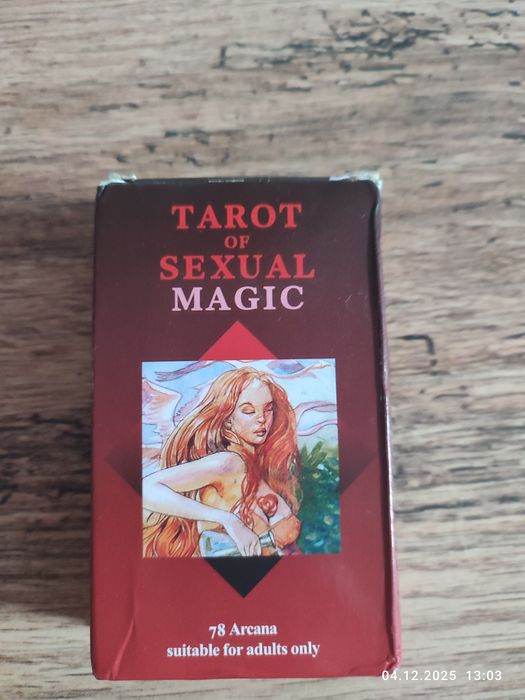 TAROT
OF
SEXUAL
MAGIC
78 Arcana
suitable for adults only
04.12.2025 13:03